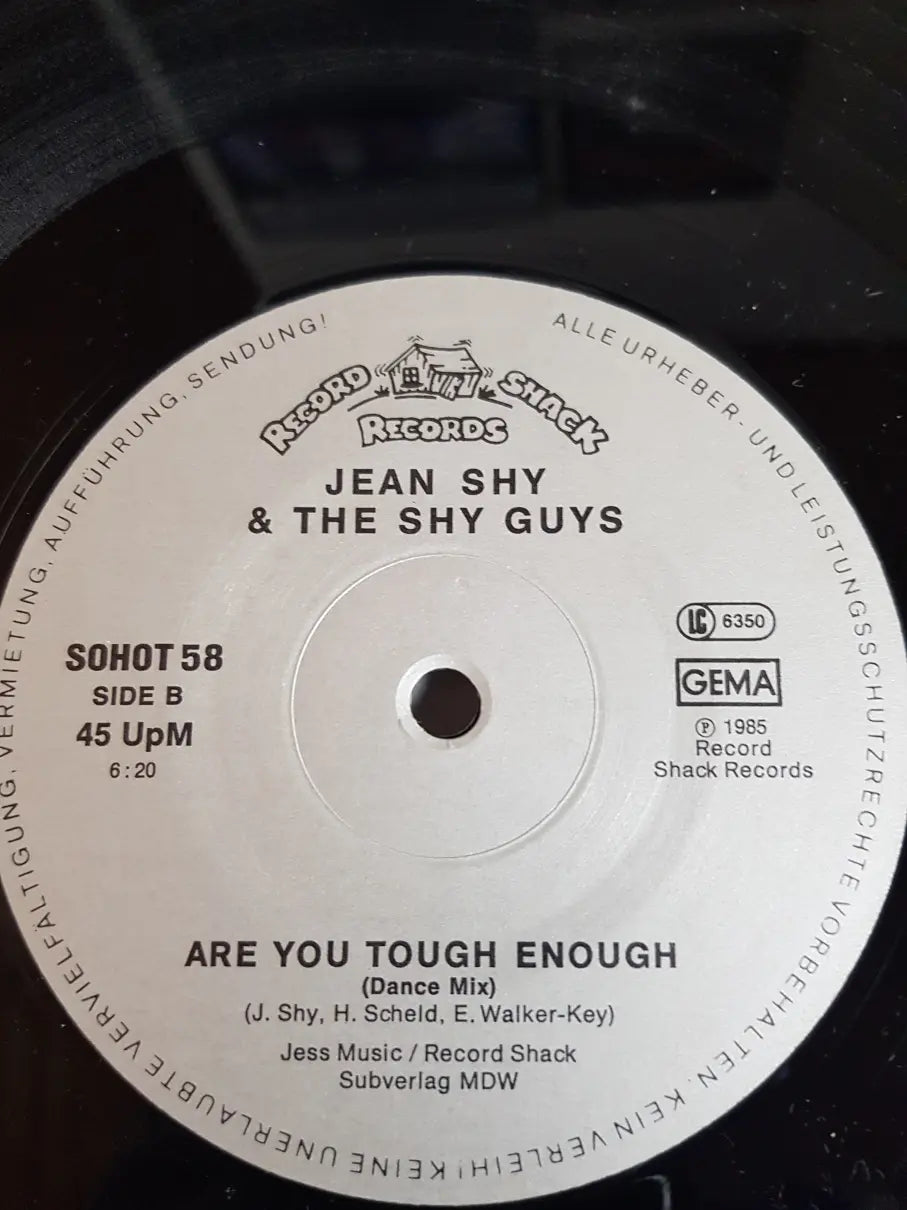 RECORD SHACK
RECORDS
JEAN SHY
& THE SHY GUYS
SOHOT 58
SIDE B
45 UpM
6:20
LC 6350
GEMA
℗ 1985
Record
Shack Records
ARE YOU TOUGH ENOUGH
(Dance Mix)
(J. Shy, H. Scheld, E. Walker-Key)
Jess Music / Record Shack
Subverlag MDW
ALLE URHEBER- UND LEISTUNGSSCHUTZRECHTE VORBEHALTEN. KEIN VERLEIH! KEINE UNERLAUBTE VERVIELFÄLTIGUNG, VERMIETUNG, AUFFÜHRUNG, SENDUNG!